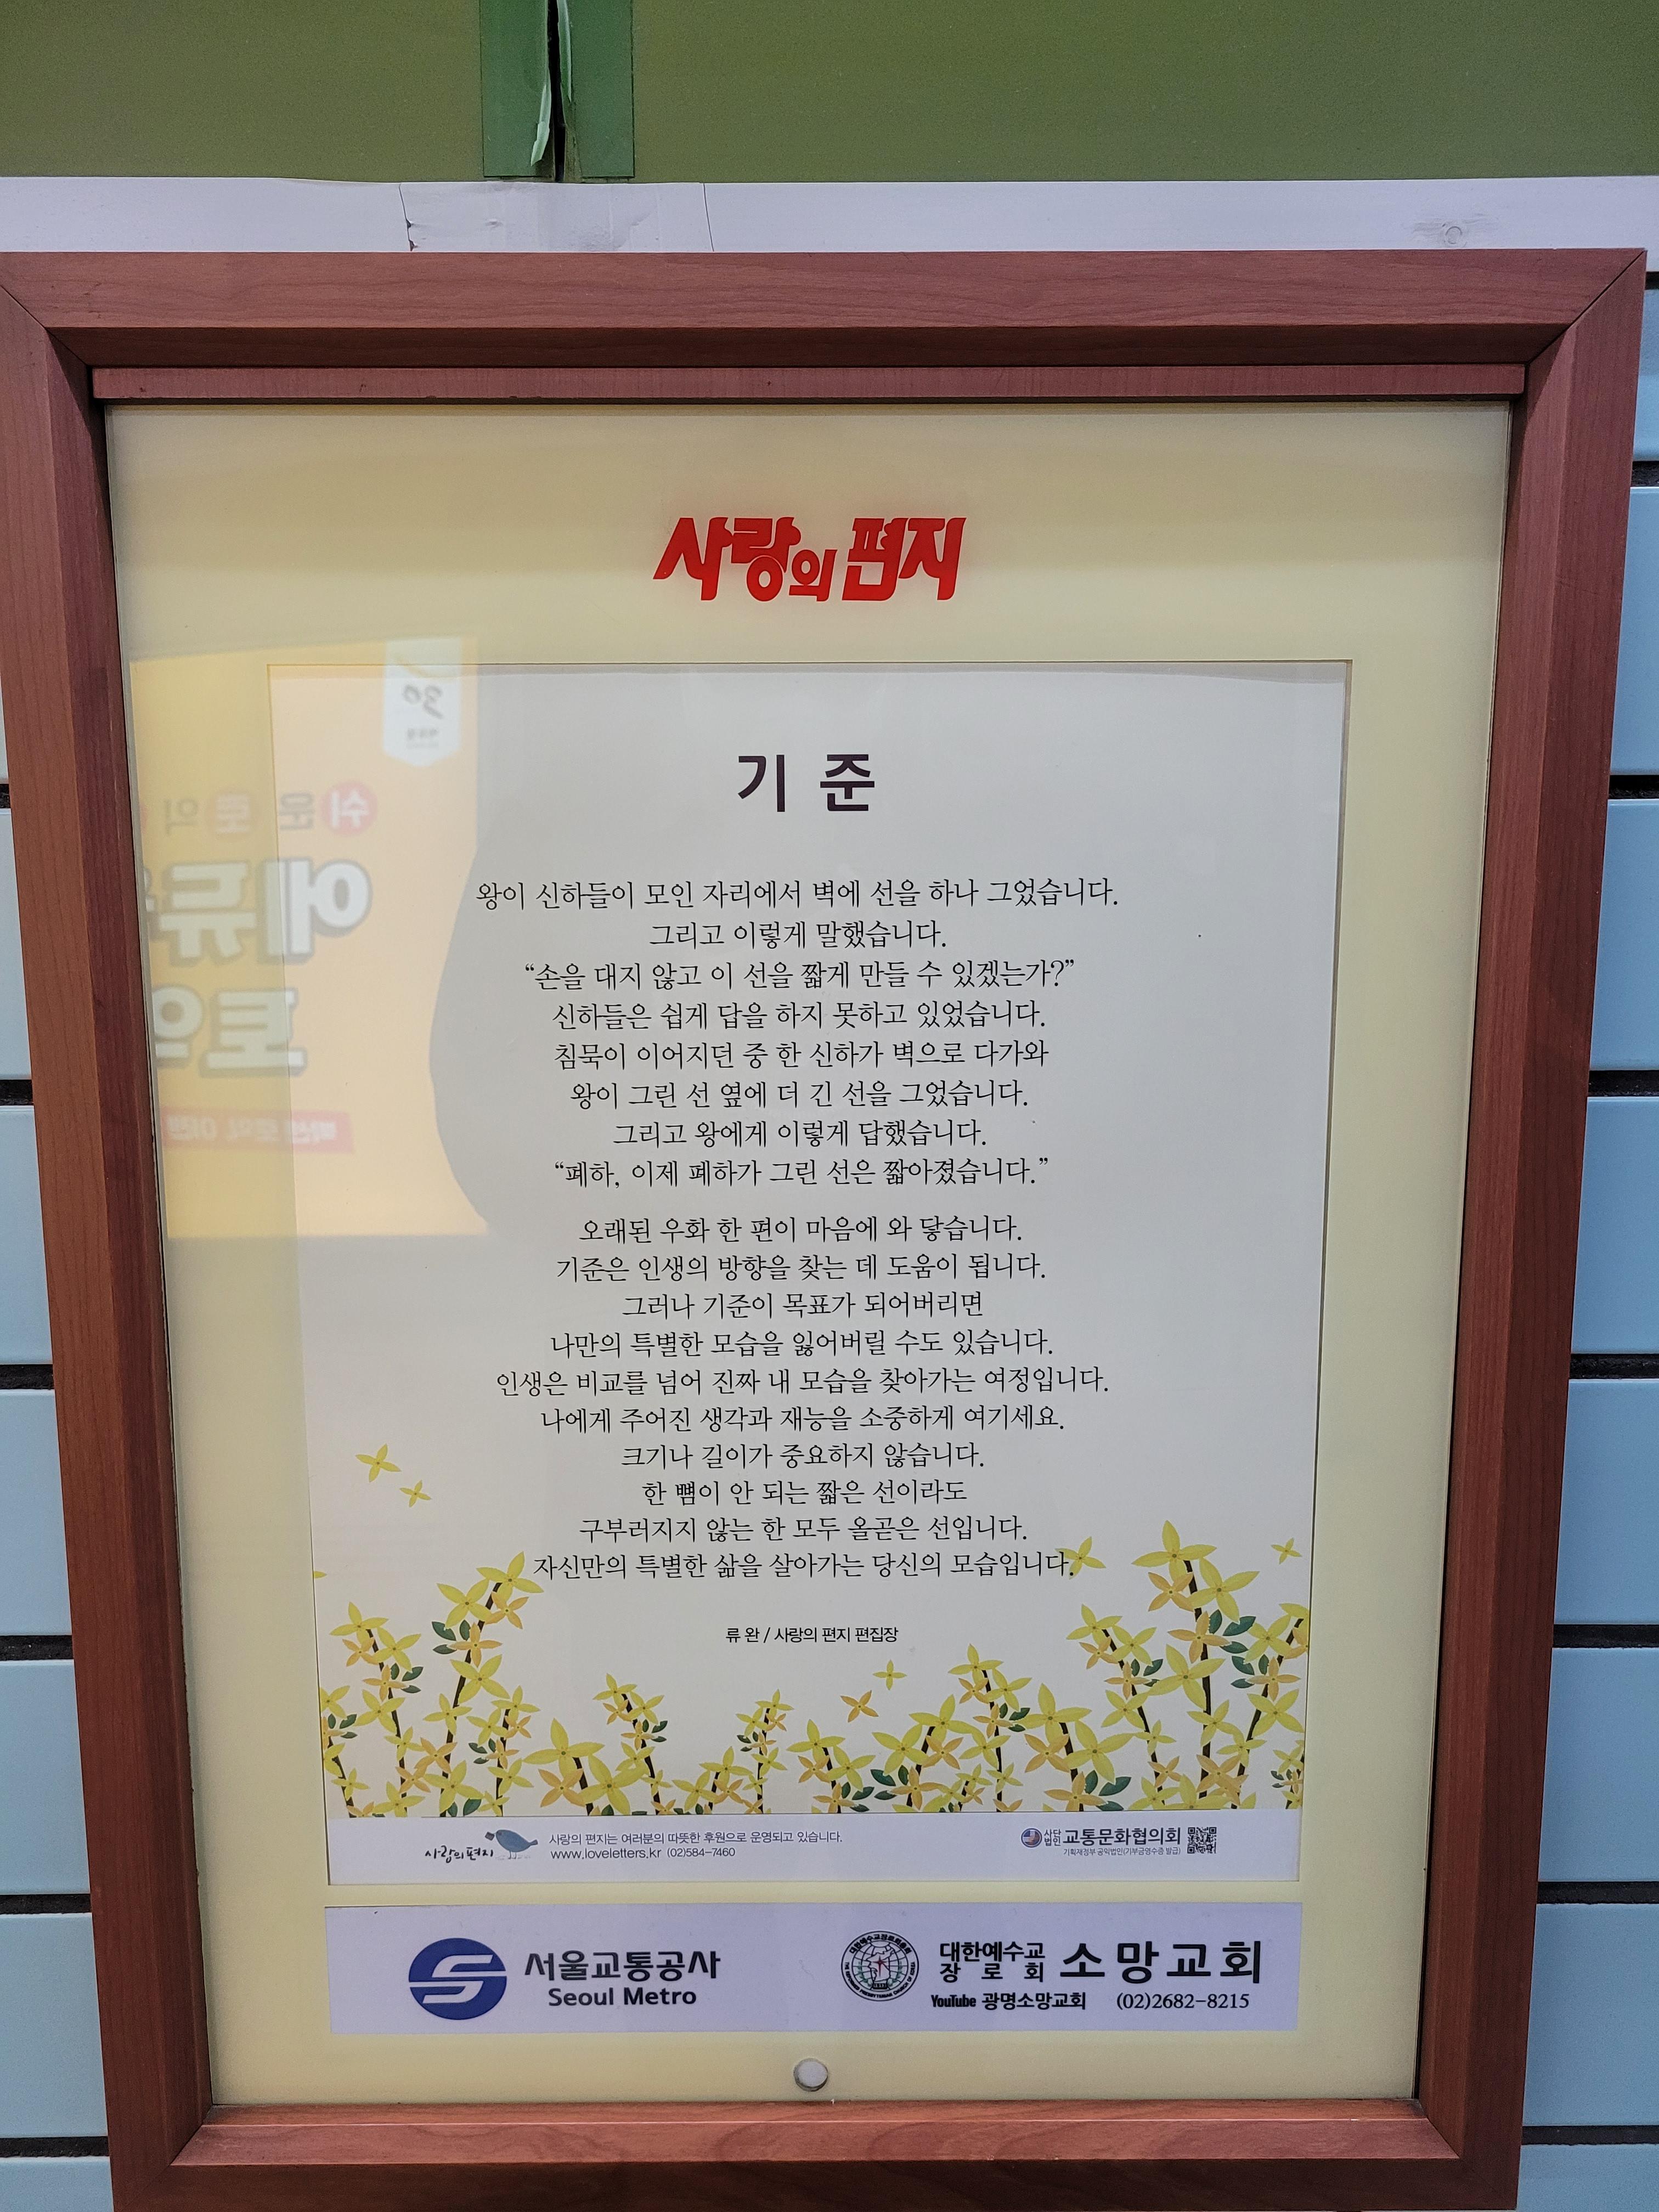 사랑의 편지
기 준
왕이 신하들이 모인 자리에서 벽에 선을 하나 그었습니다.
그리고 이렇게 말했습니다.
“손을 대지 않고 이 선을 짧게 만들 수 있겠는가?”
신하들은 쉽게 답을 하지 못하고 있었습니다.
침묵이 이어지던 중 한 신하가 벽으로 다가와
왕이 그린 선 옆에 더 긴 선을 그었습니다.
그리고 왕에게 이렇게 답했습니다.
“폐하, 이제 폐하가 그린 선은 짧아졌습니다.”
오래된 우화 한 편이 마음에 와 닿습니다.
기준은 인생의 방향을 찾는 데 도움이 됩니다.
그러나 기준이 목표가 되어버리면
나만의 특별한 모습을 잃어버릴 수도 있습니다.
인생은 비교를 넘어 진짜 내 모습을 찾아가는 여정입니다.
나에게 주어진 생각과 재능을 소중하게 여기세요.
크기나 길이가 중요하지 않습니다.
한 뼘이 안 되는 짧은 선이라도
구부러지지 않는 한 모두 올곧은 선입니다.
자신만의 특별한 삶을 살아가는 당신의 모습입니다.
류 완 / 사랑의 편지 편집장
사랑의 편지
사랑의 편지는 여러분의 따뜻한 후원으로 운영되고 있습니다.
www.loveletters.kr (02)584-7460
사단법인 교통문화협의회
기획재정부 공익법인(기부금영수증 발급)
서울교통공사
Seoul Metro
대한예수교
장로회 소망교회
YouTube 광명소망교회 (02)2682-8215